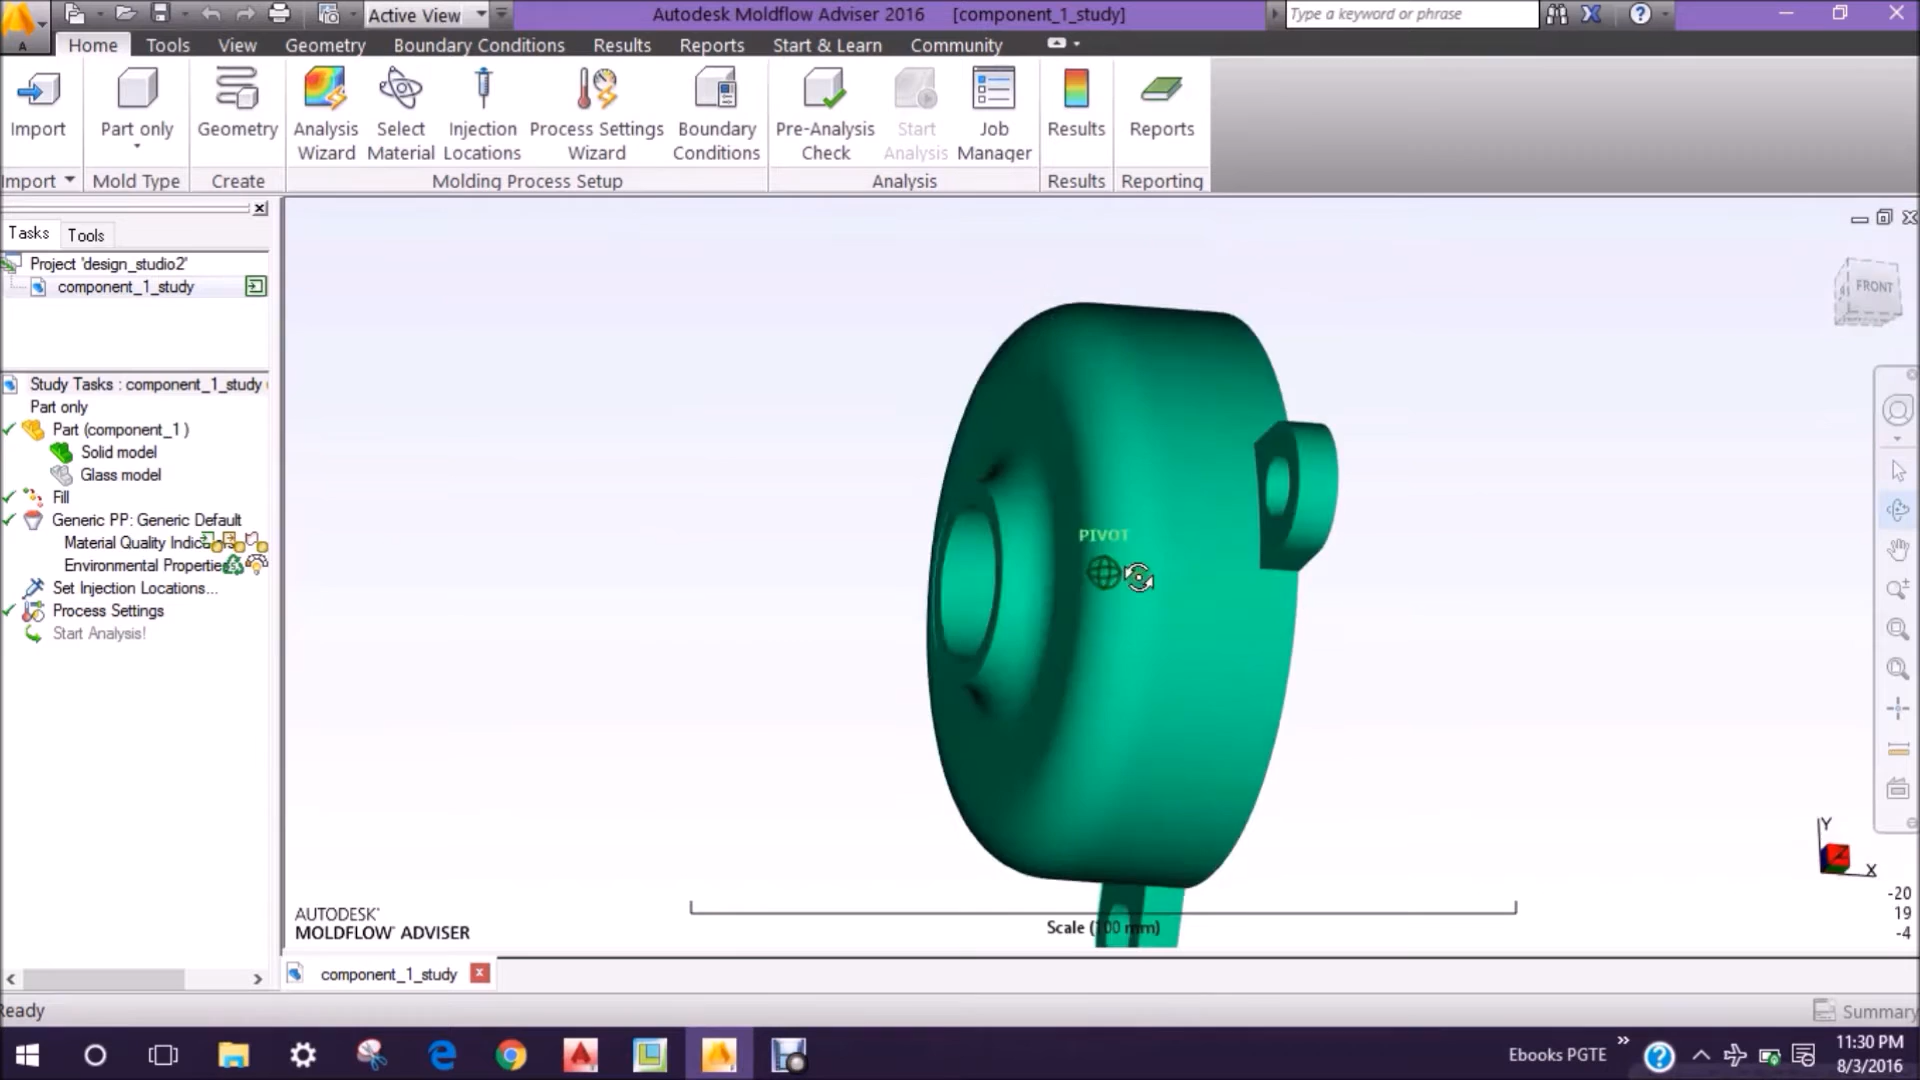 Active View
Autodesk Moldflow Adviser 2016 [component_1_study]
Type a keyword or phrase
A
Home Tools View Geometry Boundary Conditions Results Reports Start & Learn Community
Import
Part only
Geometry
Analysis Wizard
Select Material
Injection Locations
Process Settings Wizard
Boundary Conditions
Pre-Analysis Check
Start Analysis
Job Manager
Results
Reports
Import Mold Type Create Molding Process Setup Analysis Results Reporting
Tasks Tools
Project 'design_studio2'
component_1_study
Study Tasks : component_1_study
Part only
Part (component_1 )
Solid model
Glass model
Fill
Generic PP: Generic Default
Material Quality Indic
Environmental Propertie
Set Injection Locations...
Process Settings
Start Analysis!
FRONT
PIVOT
Y
Z
X
-20
19
-4
AUTODESK
MOLDFLOW ADVISER
Scale (100 mm)
component_1_study
Ready
Summary
Ebooks PGTE
11:30 PM
8/3/2016